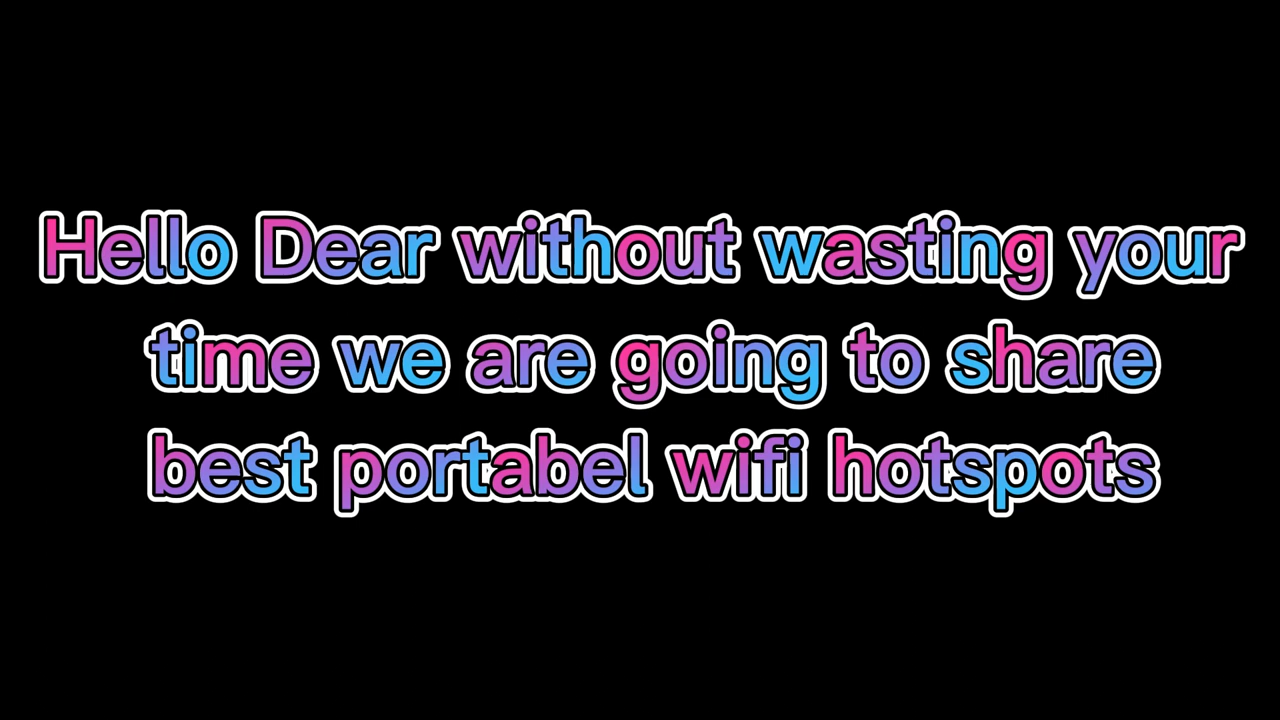 Hello Dear without wasting your
time we are going to share
best portabel wifi hotspots